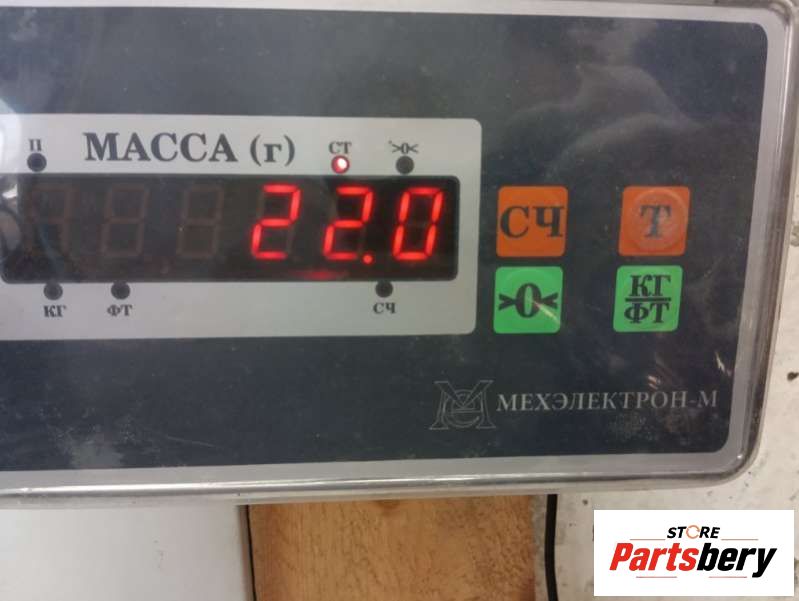 П МАССА (г) СТ >0<
22.0
КГ ФТ СЧ
СЧ Т
>0< КГ
ФТ
МЕХЭЛЕКТРОН-М
STORE
Partsbery